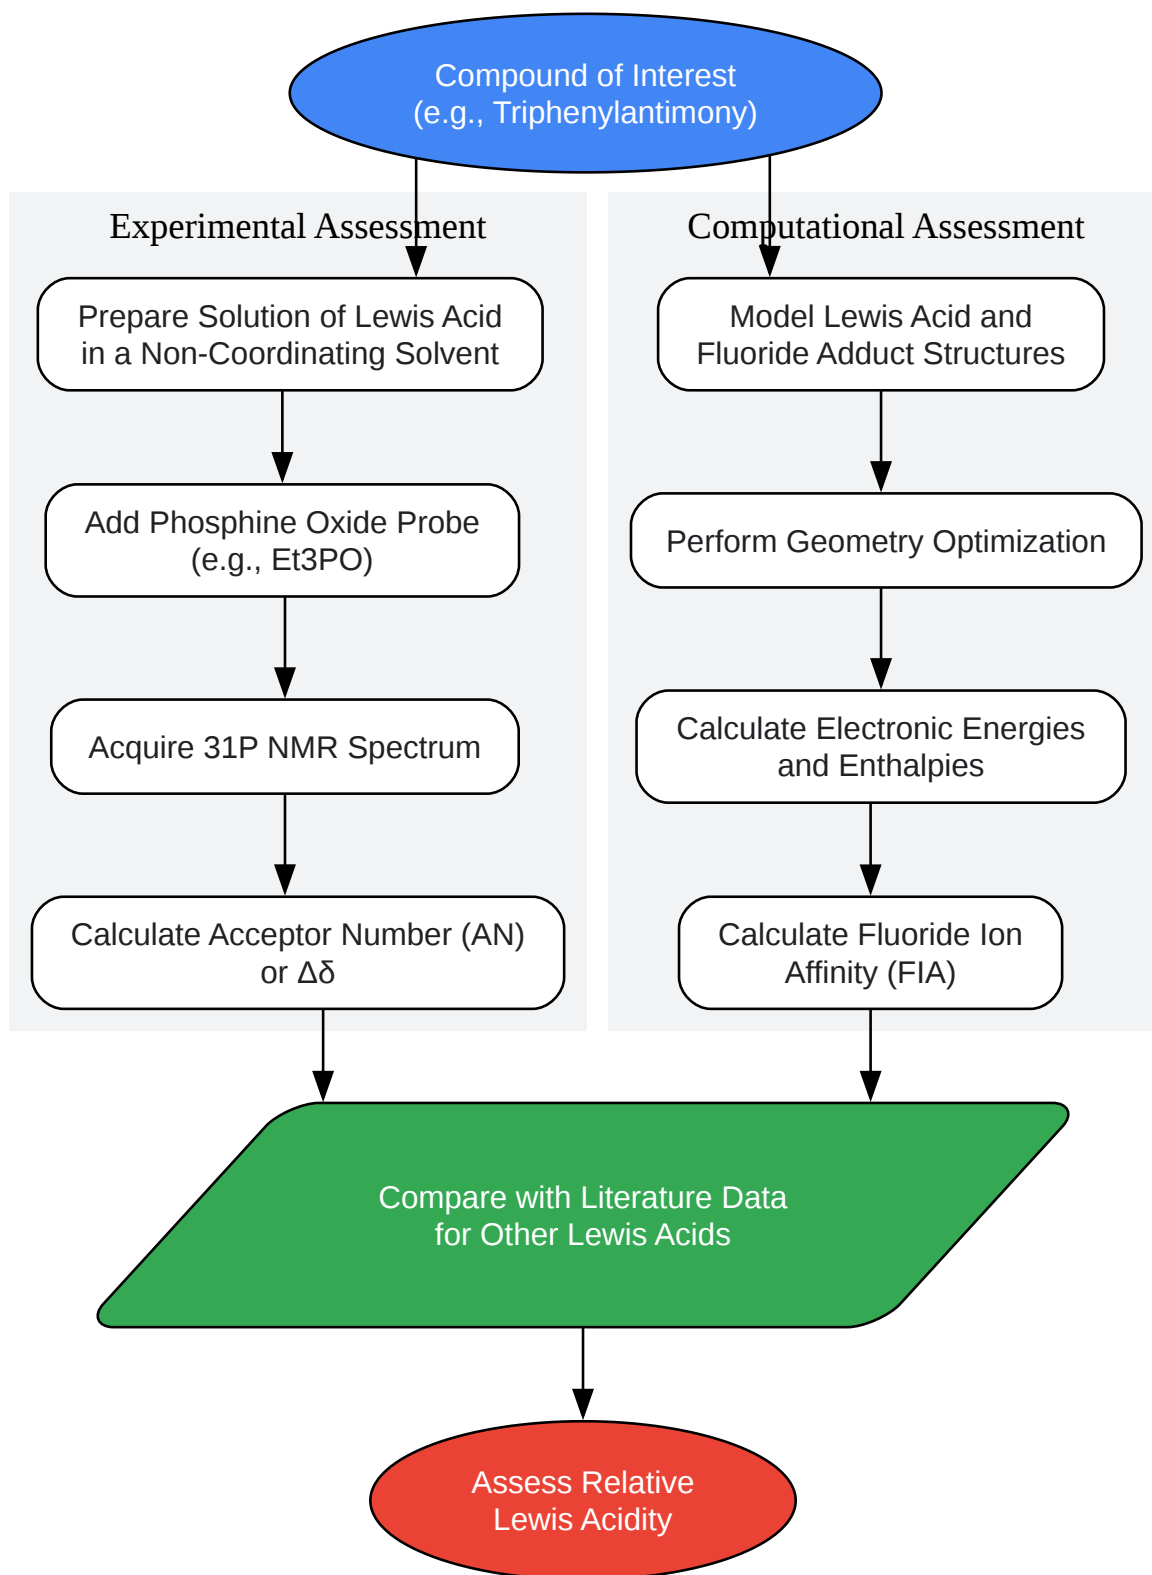 Compound of Interest
(e.g., Triphenylantimony)
Experimental Assessment
Prepare Solution of Lewis Acid
in a Non-Coordinating Solvent
Add Phosphine Oxide Probe
(e.g., Et3PO)
Acquire 31P NMR Spectrum
Calculate Acceptor Number (AN)
or Δδ
Computational Assessment
Model Lewis Acid and
Fluoride Adduct Structures
Perform Geometry Optimization
Calculate Electronic Energies
and Enthalpies
Calculate Fluoride Ion
Affinity (FIA)
Compare with Literature Data
for Other Lewis Acids
Assess Relative
Lewis Acidity